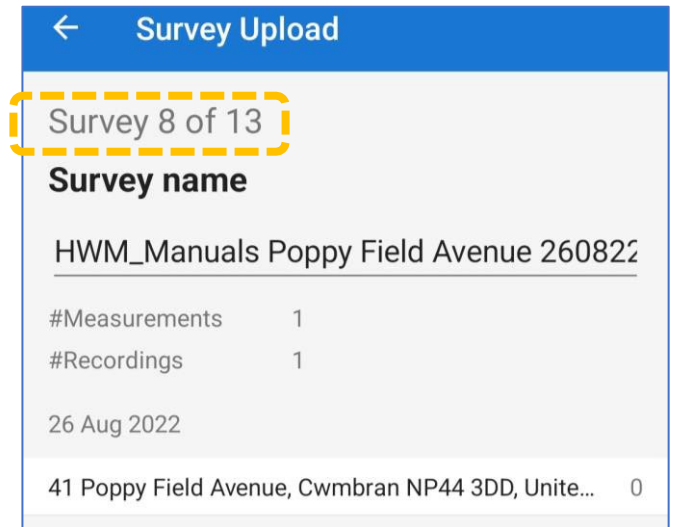 ← Survey Upload
Survey 8 of 13
Survey name
HWM_Manuals Poppy Field Avenue 260822
#Measurements 1
#Recordings 1
26 Aug 2022
41 Poppy Field Avenue, Cwmbran NP44 3DD, Unite... 0